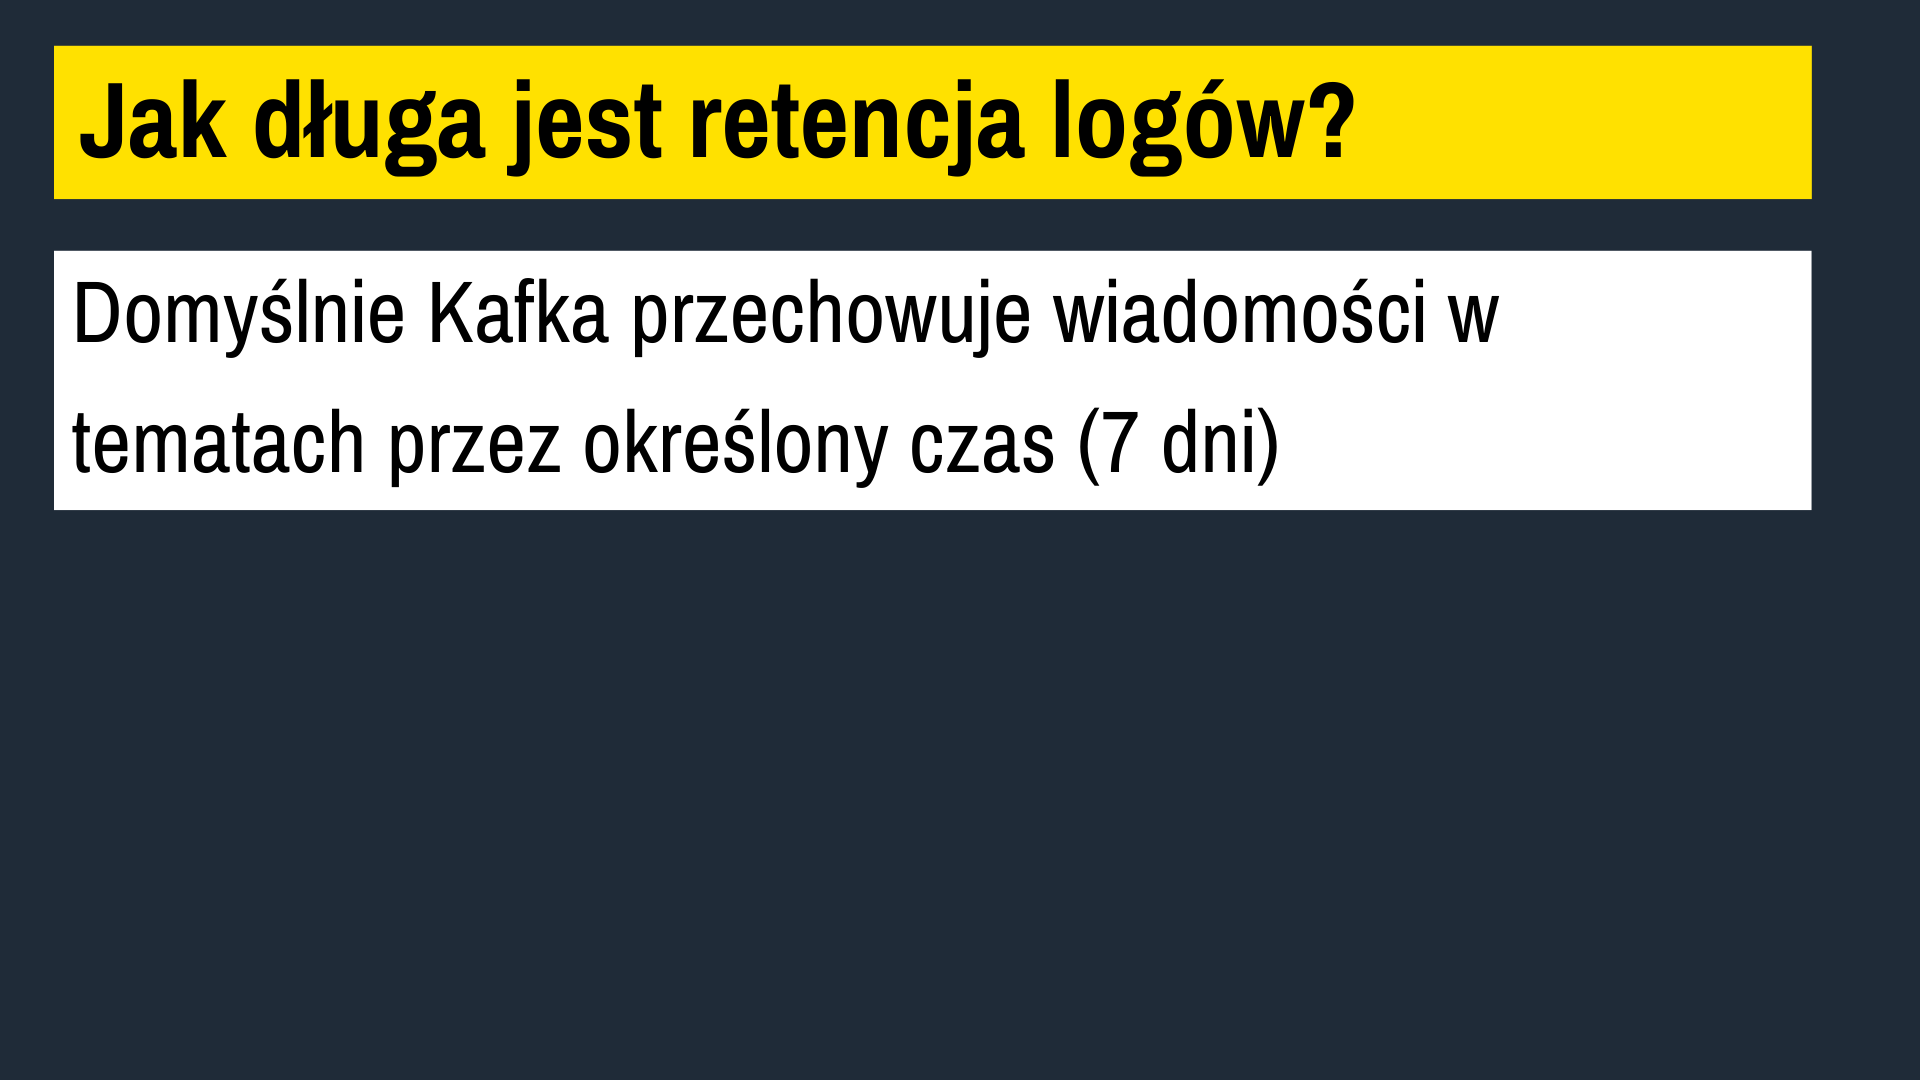 Jak długa jest retencja logów?
Domyślnie Kafka przechowuje wiadomości w
tematach przez określony czas (7 dni)